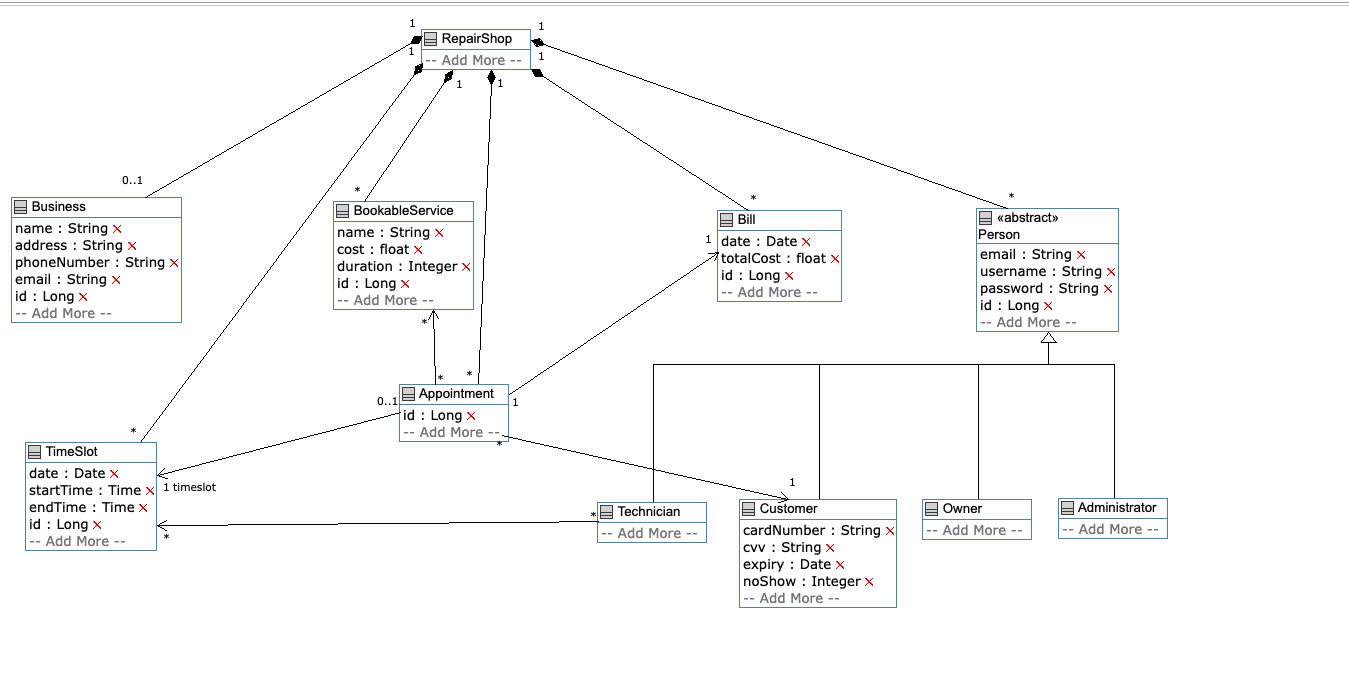 1
1
RepairShop
1
-- Add More --
1
1
1
0..1
*
*
*
Business
name : String ×
address : String ×
phoneNumber : String ×
email : String ×
id : Long ×
-- Add More --
BookableService
name : String ×
cost : float ×
duration : Integer ×
id : Long ×
-- Add More --
Bill
date : Date ×
totalCost : float ×
id : Long ×
-- Add More --
1
«abstract»
Person
email : String ×
username : String ×
password : String ×
id : Long ×
-- Add More --
*
*
*
Appointment
id : Long ×
-- Add More --
0..1
1
*
*
TimeSlot
date : Date ×
startTime : Time ×
endTime : Time ×
id : Long ×
-- Add More --
1 timeslot
*
*
Technician
-- Add More --
1
Customer
cardNumber : String ×
cvv : String ×
expiry : Date ×
noShow : Integer ×
-- Add More --
Owner
-- Add More --
Administrator
-- Add More --